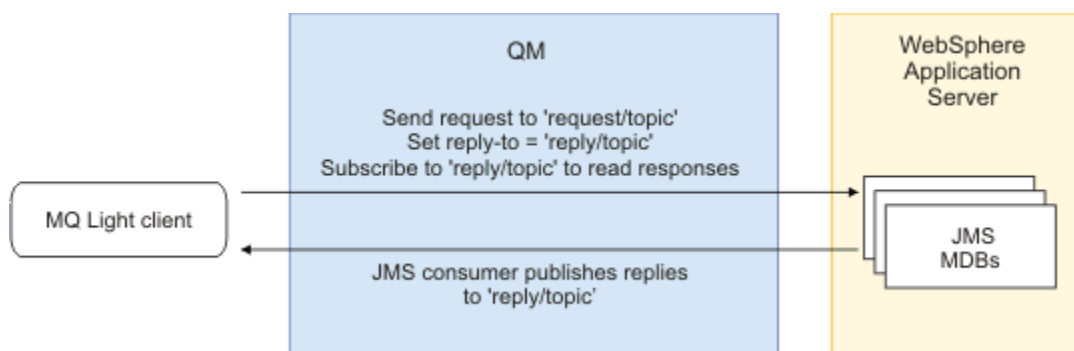 QM
WebSphere
Application
Server
Send request to 'request/topic'
Set reply-to = 'reply/topic'
Subscribe to 'reply/topic' to read responses
MQ Light client
JMS
MDBs
JMS consumer publishes replies
to 'reply/topic'